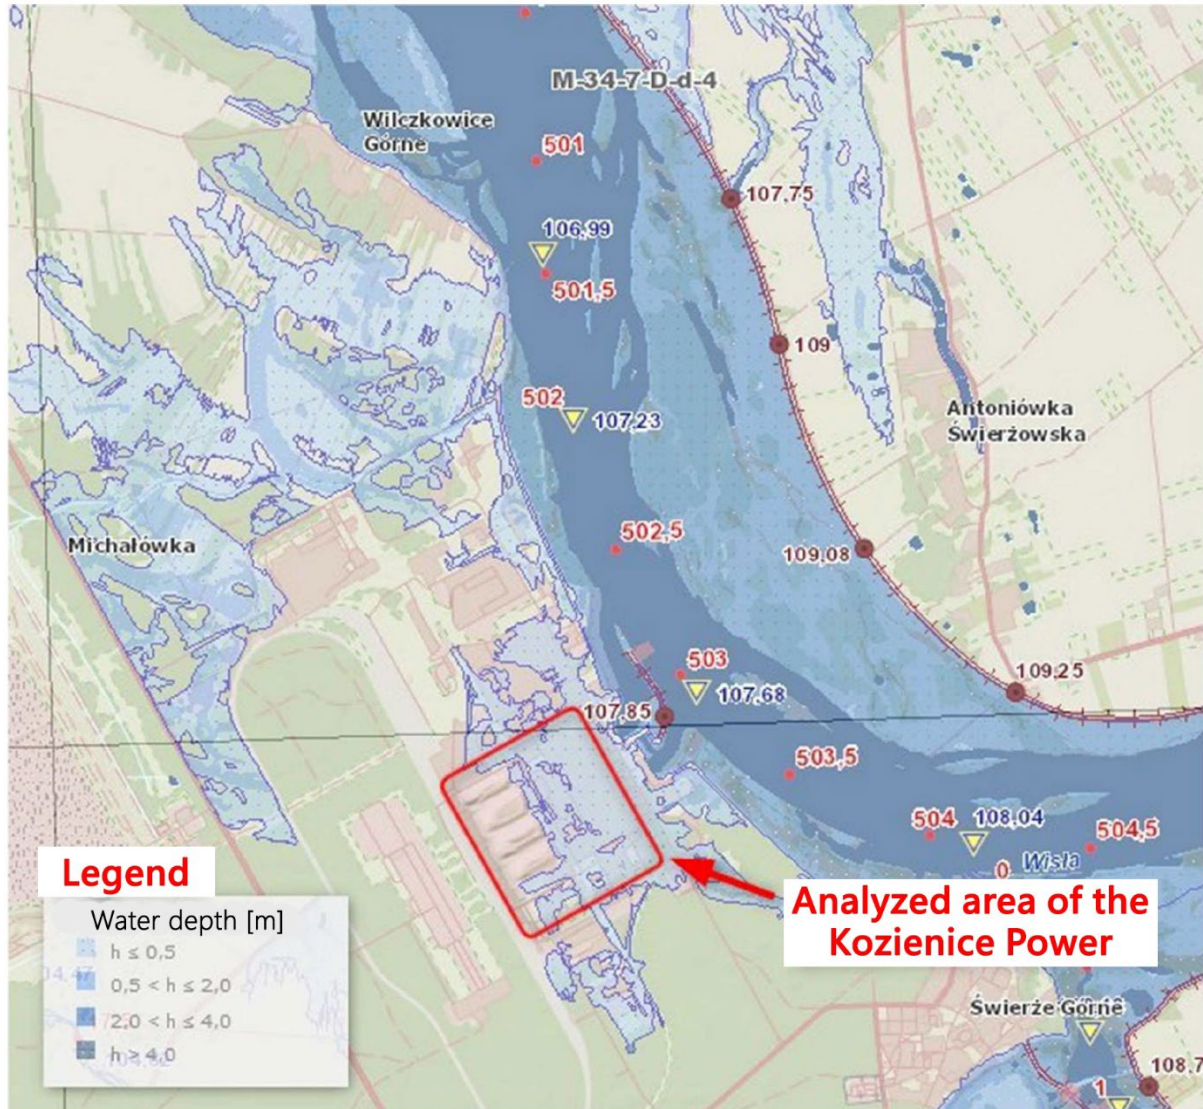 M-34-7-D-d-4
Wilczkowice
Górne
501
107,75
106,99
501,5
109
502
107,23
Antoniówka
Świerżowska
502,5
109,08
Michałówka
503
107,68
109,25
107,85
503,5
504
108,04
504,5
0
Wisła
Legend
Water depth [m]
h ≤ 0,5
0,5 < h ≤ 2,0
2,0 < h ≤ 4,0
h > 4,0
Analyzed area of the
Kozienice Power
Świerże Górne
108,7
1